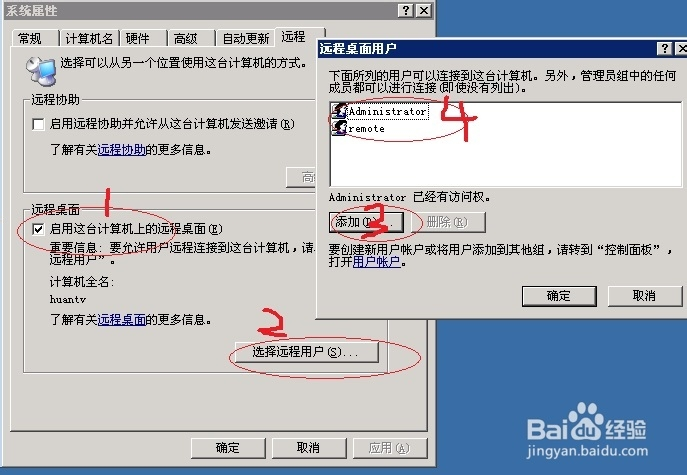 系统属性
常规 计算机名 硬件 高级 自动更新 远程
选择可以从另一个位置使用这台计算机的方式。
远程协助
启用远程协助并允许从这台计算机发送邀请(R)
了解有关远程协助的更多信息。
远程桌面
1
启用这台计算机上的远程桌面(E)
重要信息: 要允许用户远程连接到这台计算机，请
远程用户”。
计算机全名:
huantv
了解有关远程桌面的更多信息。
2
选择远程用户(S)...
确定 取消 应用(A)
远程桌面用户
下面所列的用户可以连接到这台计算机。另外，管理员组中的任何
成员都可以进行连接(即使没有列出)。
Administrator
4
remote
Administrator 已经有访问权。
添加(D)...
3
删除(R)
要创建新用户帐户或将用户添加到其他组，请转到“控制面板”，
打开用户帐户。
确定 取消
Baidu经验
jingyan.baidu.com